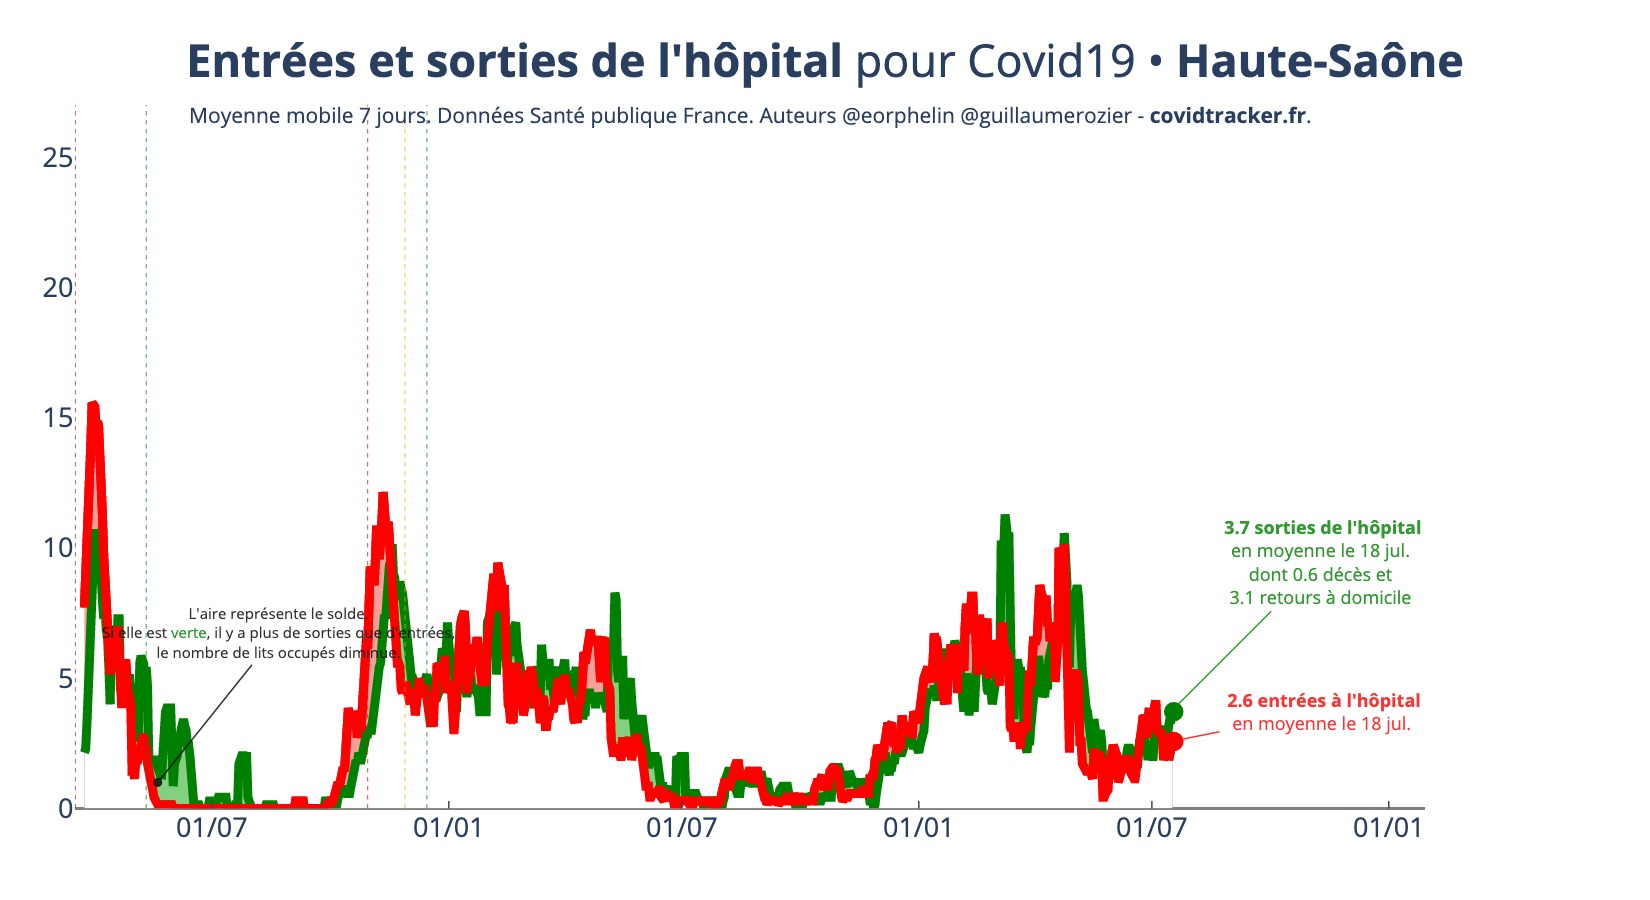 Entrées et sorties de l'hôpital pour Covid19 • Haute-Saône
Moyenne mobile 7 jours. Données Santé publique France. Auteurs @eorphelin @guillaumerozier - covidtracker.fr.
25
20
15
10
5
0
L'aire représente le solde.
Si elle est verte, il y a plus de sorties que d'entrées,
le nombre de lits occupés diminue.
3.7 sorties de l'hôpital
en moyenne le 18 jul.
dont 0.6 décès et
3.1 retours à domicile
2.6 entrées à l'hôpital
en moyenne le 18 jul.
01/07
01/01
01/07
01/01
01/07
01/01